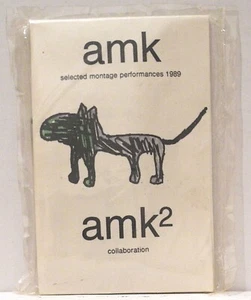 amk
selected montage performances 1989
amk²
collaboration